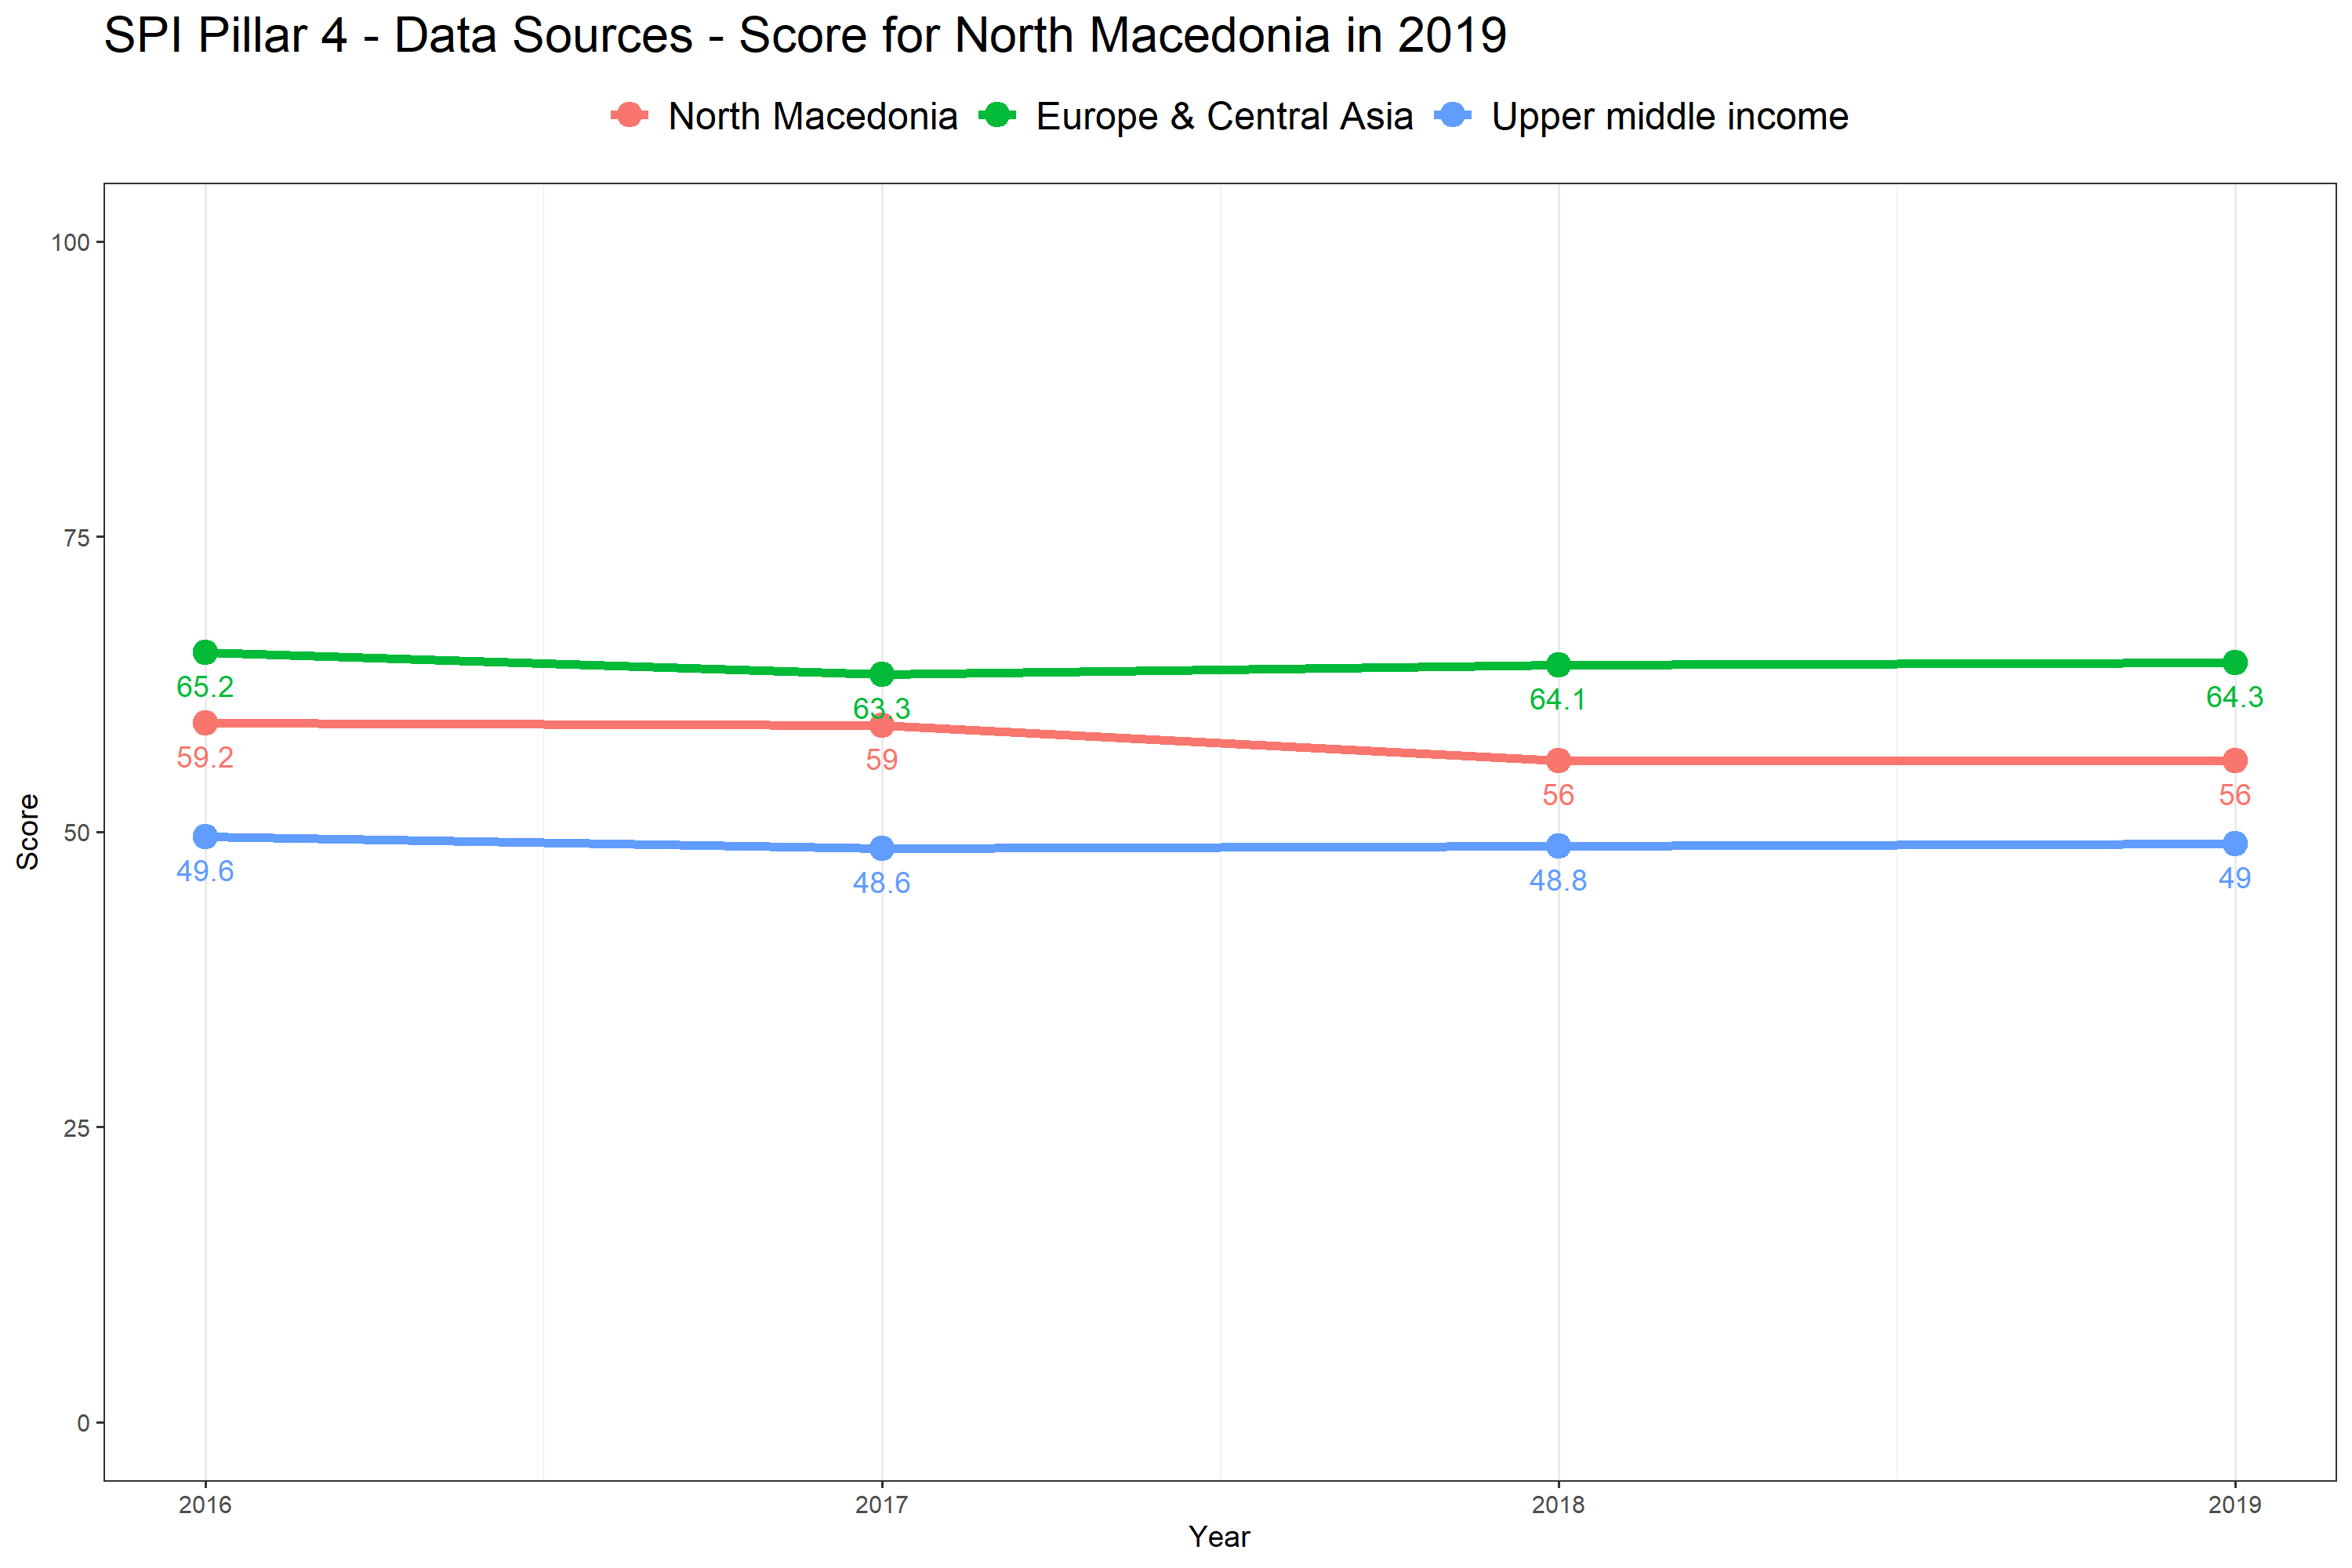 SPI Pillar 4 - Data Sources - Score for North Macedonia in 2019
North Macedonia Europe & Central Asia Upper middle income
100
75
50
25
0
Score
65.2 63.3 64.1 64.3
59.2 59 56 56
49.6 48.6 48.8 49
2016 2017 2018 2019
Year